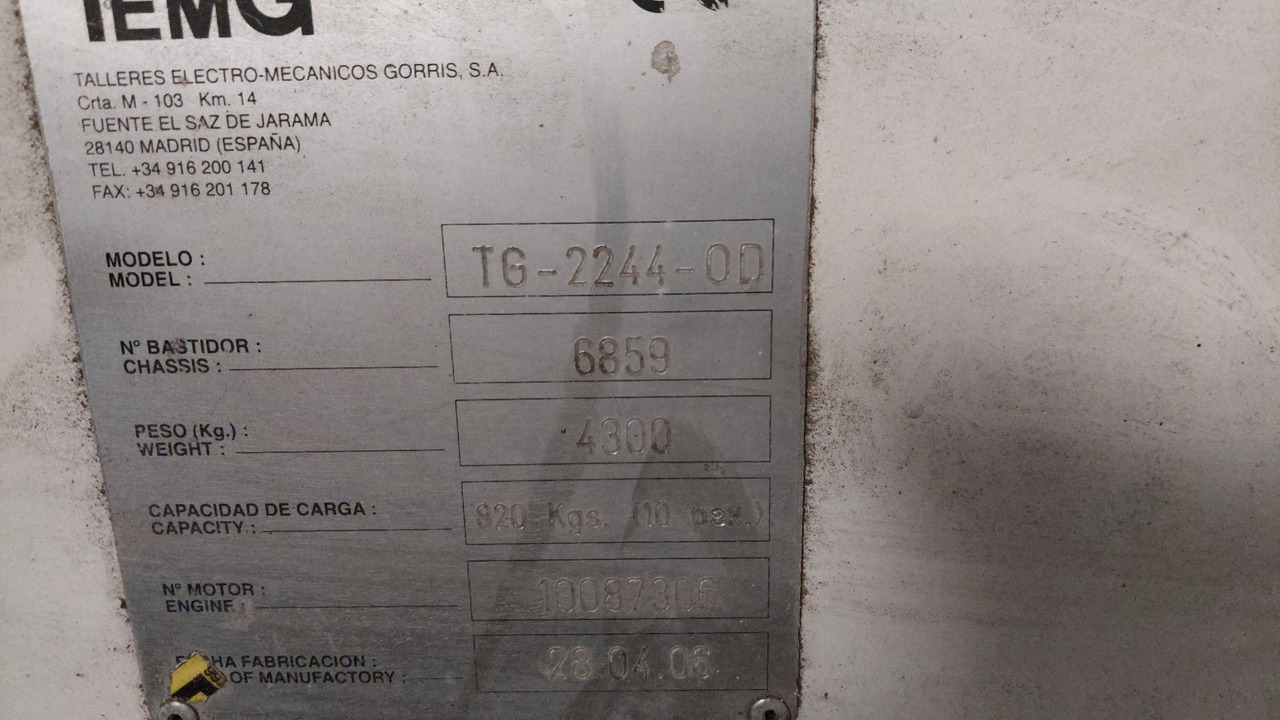 TEMG
TALLERES ELECTRO-MECANICOS GORRIS, S.A.
Crta. M - 103 Km. 14
FUENTE EL SAZ DE JARAMA
28140 MADRID (ESPAÑA)
TEL. +34 916 200 141
FAX: +34 916 201 178
MODELO :
MODEL : TG-2244-OD
Nº BASTIDOR :
CHASSIS : 6859
PESO (Kg.) :
WEIGHT : 4300
CAPACIDAD DE CARGA :
CAPACITY : 820 Kgs. (10 pax.)
Nº MOTOR :
ENGINE : 10087306
FABRICACION :
OF MANUFACTORY : 28 04.06